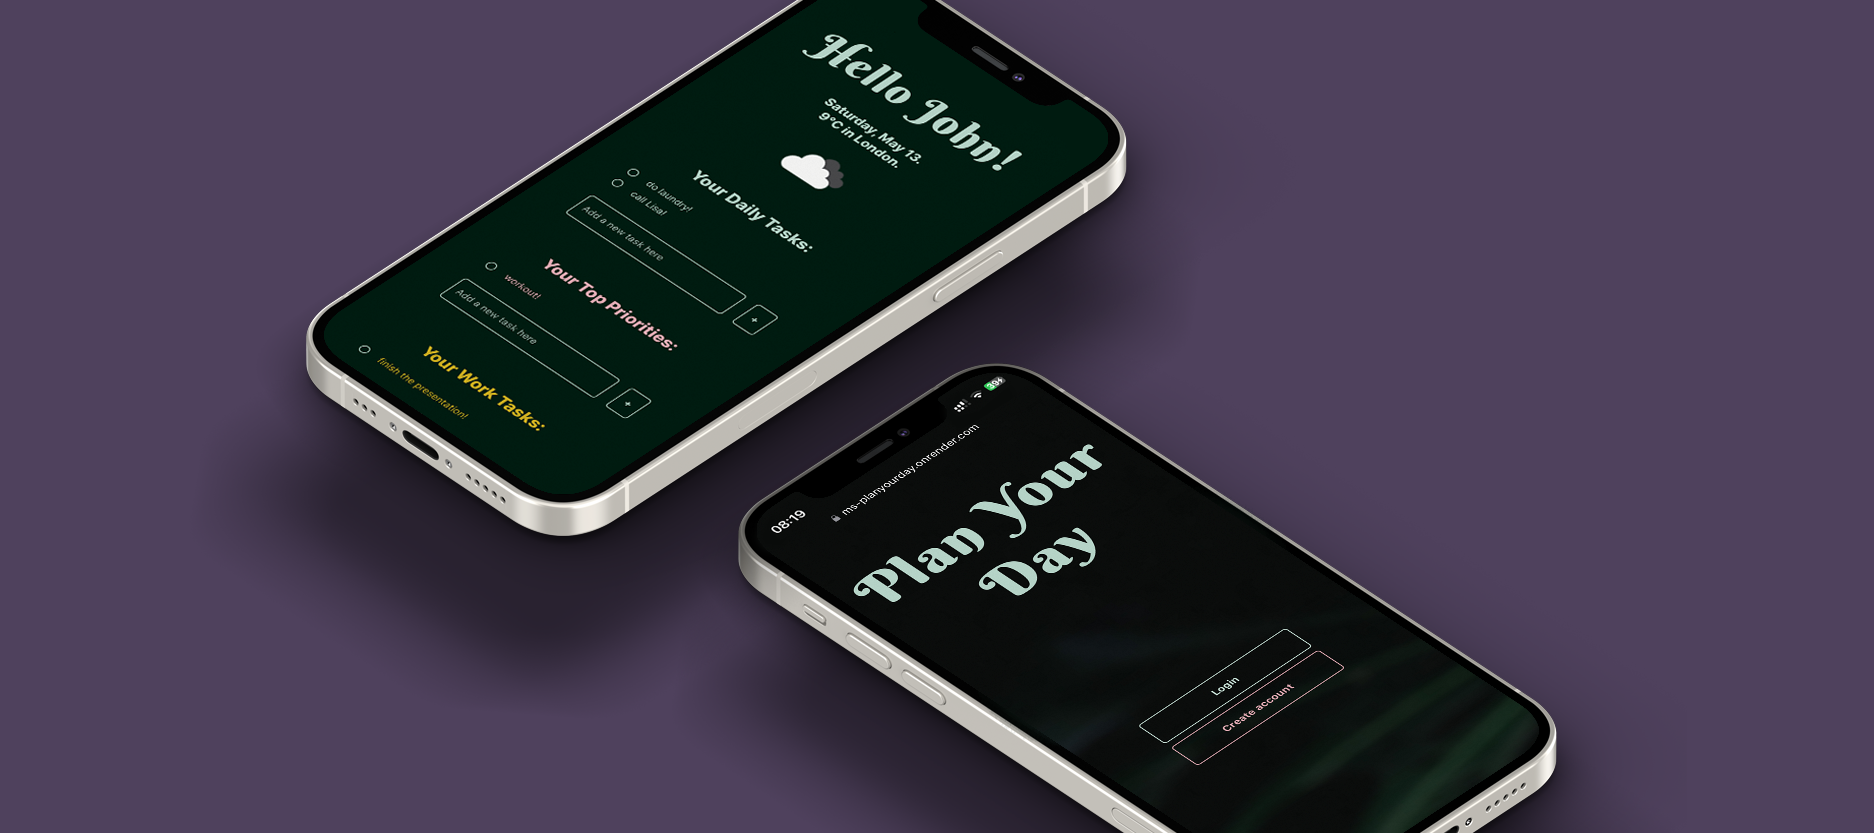 Hello John!
Saturday, May 13.
9°C in London.
Your Daily Tasks:
do laundry!
call Lisa!
Add a new task here
+
Your Top Priorities:
workout!
Add a new task here
+
Your Work Tasks:
finish the presentation!
08:19
ms-planyourday.onrender.com
Plan Your
Day
Login
Create account